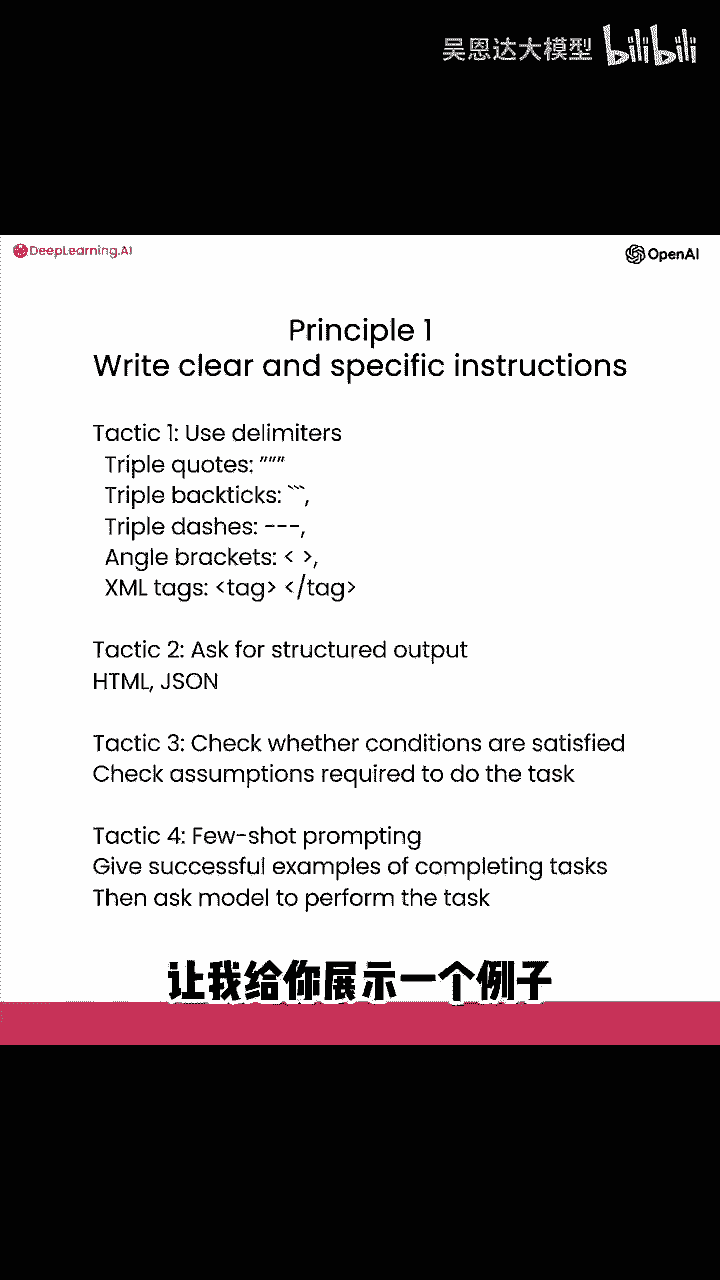 吴恩达大模型 bilibili
DeepLearning.AI
OpenAI
Principle 1
Write clear and specific instructions
Tactic 1: Use delimiters
Triple quotes: """
Triple backticks: ```,
Triple dashes: ---,
Angle brackets: < >,
XML tags: <tag> </tag>
Tactic 2: Ask for structured output
HTML, JSON
Tactic 3: Check whether conditions are satisfied
Check assumptions required to do the task
Tactic 4: Few-shot prompting
Give successful examples of completing tasks
Then ask model to perform the task
让我给你展示一个例子